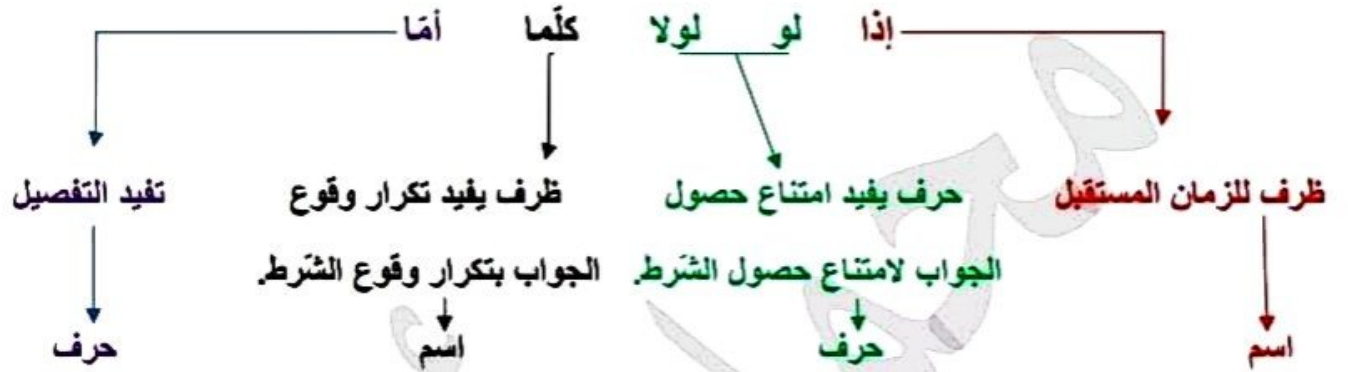 إذا لو لولا كلّما أمّا
ظرف للزمان المستقبل حرف يفيد امتناع حصول ظرف يفيد تكرار وقوع تفيد التفصيل
الجواب لامتناع حصول الشّرط. الجواب بتكرار وقوع الشّرط.
اسم حرف اسم حرف